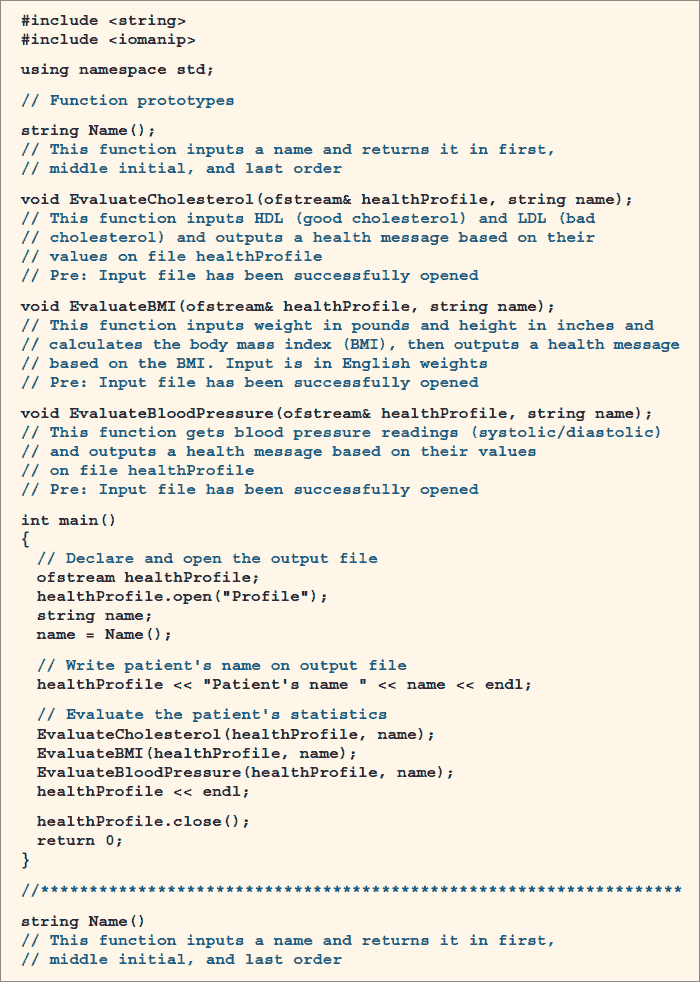 #include <string>
#include <iomanip>
using namespace std;
// Function prototypes
string Name();
// This function inputs a name and returns it in first,
// middle initial, and last order
void EvaluateCholesterol(ofstream& healthProfile, string name);
// This function inputs HDL (good cholesterol) and LDL (bad
// cholesterol) and outputs a health message based on their
// values on file healthProfile
// Pre: Input file has been successfully opened
void EvaluateBMI(ofstream& healthProfile, string name);
// This function inputs weight in pounds and height in inches and
// calculates the body mass index (BMI), then outputs a health message
// based on the BMI. Input is in English weights
// Pre: Input file has been successfully opened
void EvaluateBloodPressure(ofstream& healthProfile, string name);
// This function gets blood pressure readings (systolic/diastolic)
// and outputs a health message based on their values
// on file healthProfile
// Pre: Input file has been successfully opened
int main()
{
  // Declare and open the output file
  ofstream healthProfile;
  healthProfile.open("Profile");
  string name;
  name = Name();
  // Write patient's name on output file
  healthProfile << "Patient's name " << name << endl;
  // Evaluate the patient's statistics
  EvaluateCholesterol(healthProfile, name);
  EvaluateBMI(healthProfile, name);
  EvaluateBloodPressure(healthProfile, name);
  healthProfile << endl;
  healthProfile.close();
  return 0;
}
//******************************************************************
string Name()
// This function inputs a name and returns it in first,
// middle initial, and last order